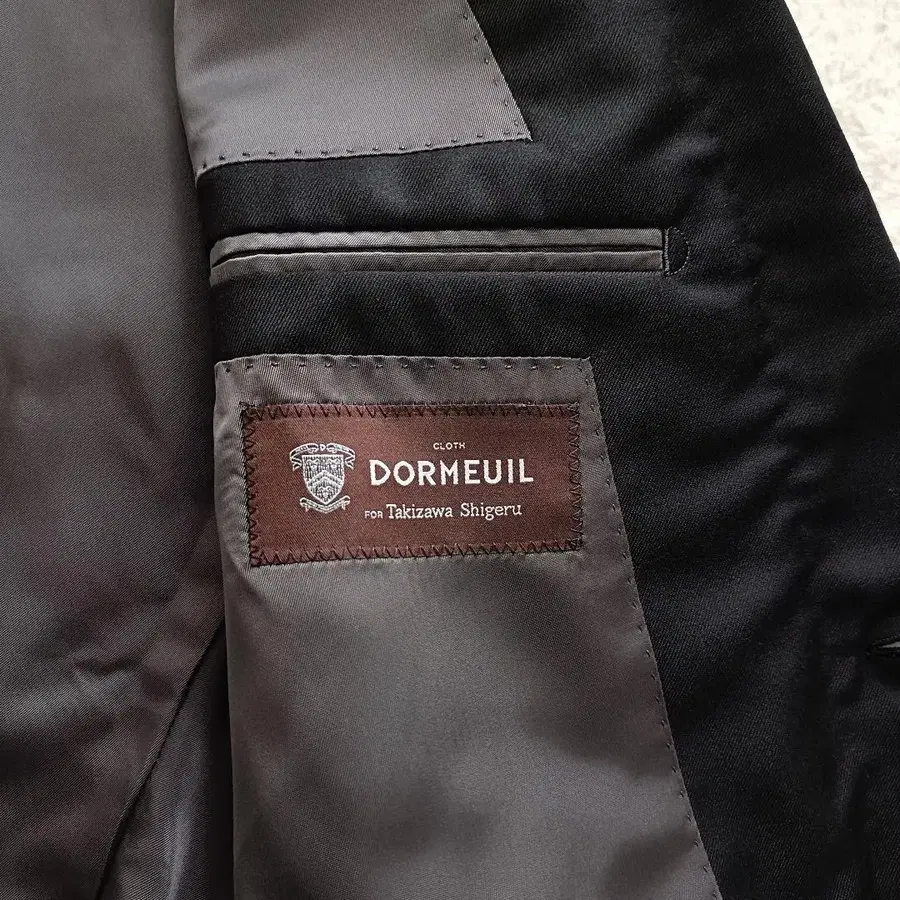 CLOTH
DORMEUIL
FOR Takizawa Shigeru